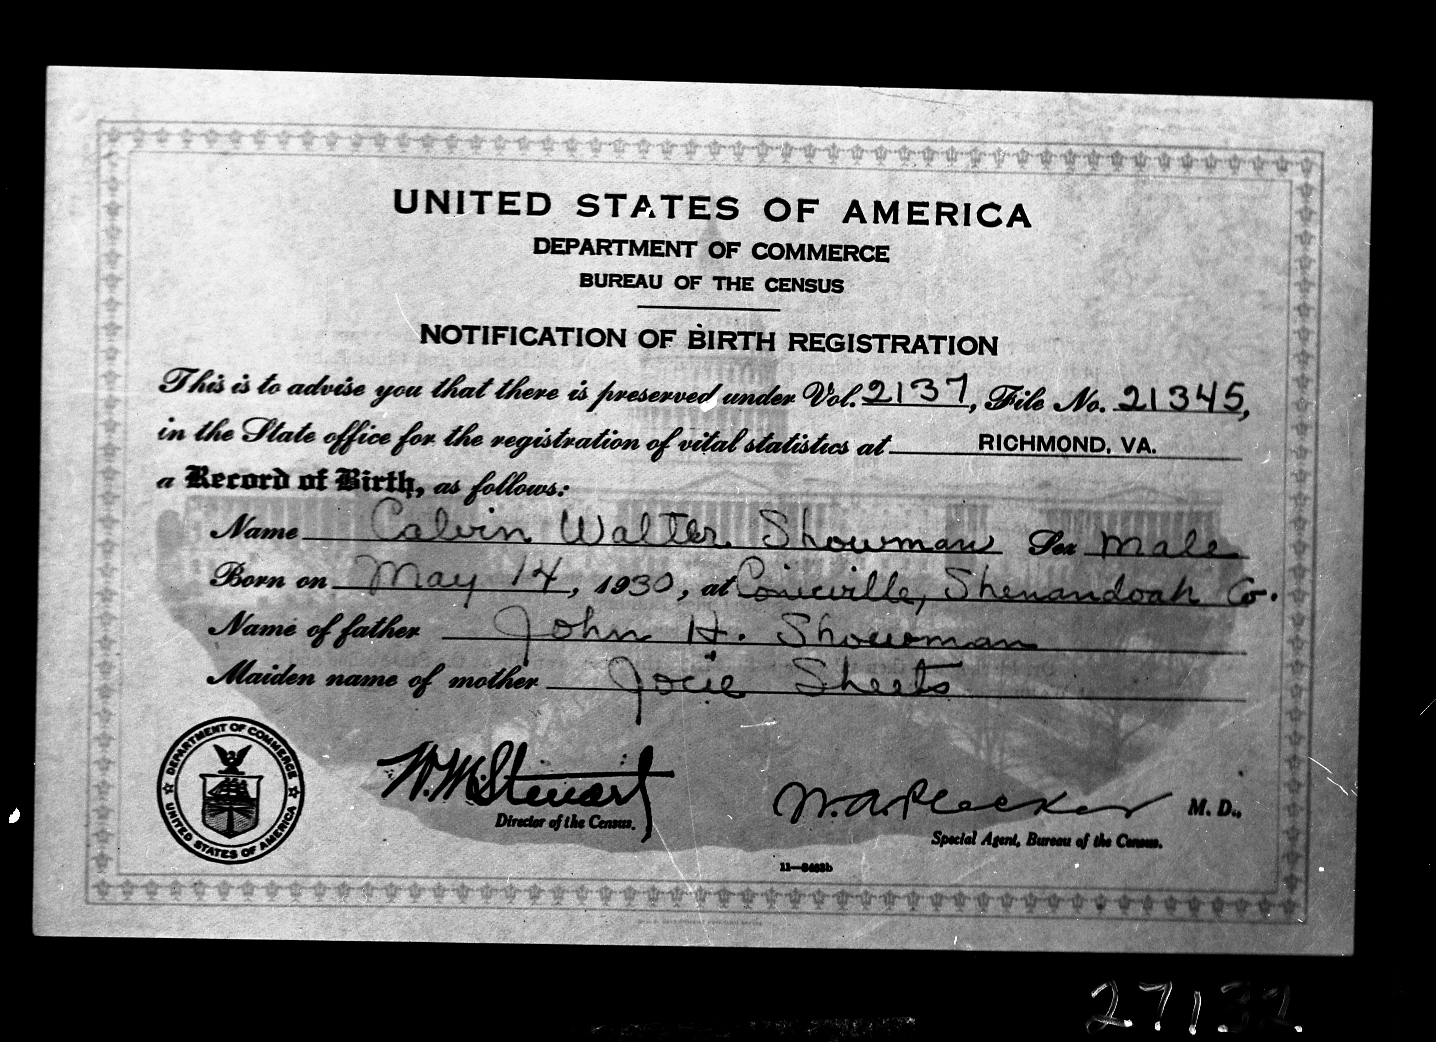 UNITED STATES OF AMERICA
DEPARTMENT OF COMMERCE
BUREAU OF THE CENSUS
NOTIFICATION OF BIRTH REGISTRATION
This is to advise you that there is preserved under Vol. 2137, File No. 21345,
in the State office for the registration of vital statistics at RICHMOND, VA.
a Record of Birth, as follows:
Name Calvin Walter Showman Sex Male
Born on May 14, 1930, at Conicville, Shenandoah Co.
Name of father John H. Showman
Maiden name of mother Jocie Sheets
DEPARTMENT OF COMMERCE
UNITED STATES OF AMERICA
W. M. Steuart
Director of the Census.
W. A. Plecker M. D.,
Special Agent, Bureau of the Census.
27132